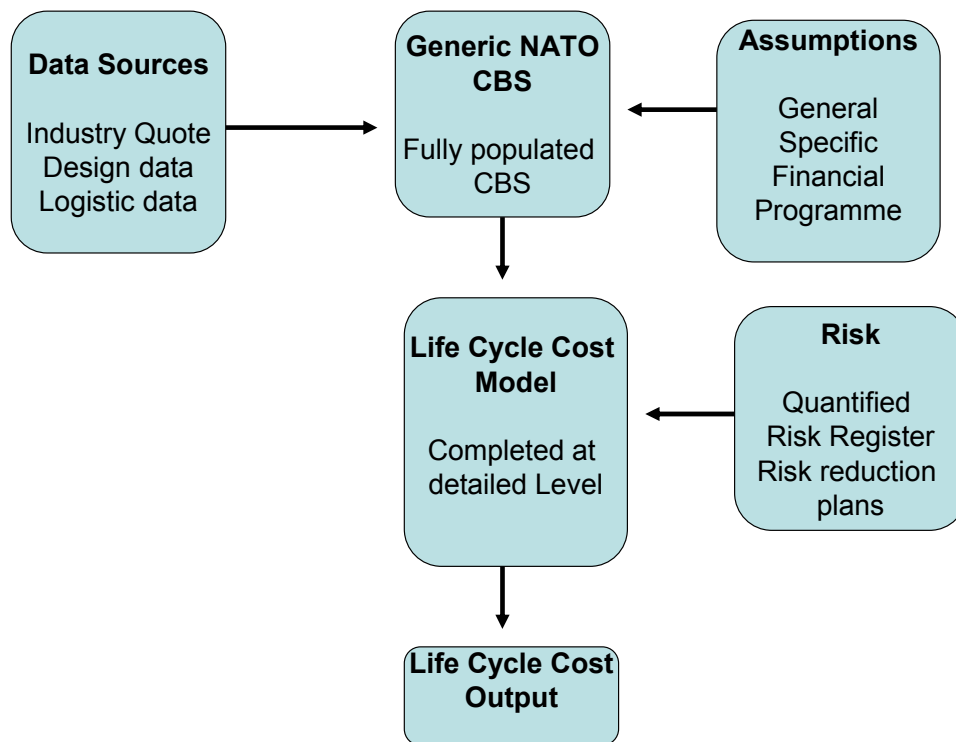 Data Sources
Industry Quote
Design data
Logistic data
Generic NATO
CBS
Fully populated
CBS
Assumptions
General
Specific
Financial
Programme
Life Cycle Cost
Model
Completed at
detailed Level
Risk
Quantified
Risk Register
Risk reduction
plans
Life Cycle Cost
Output